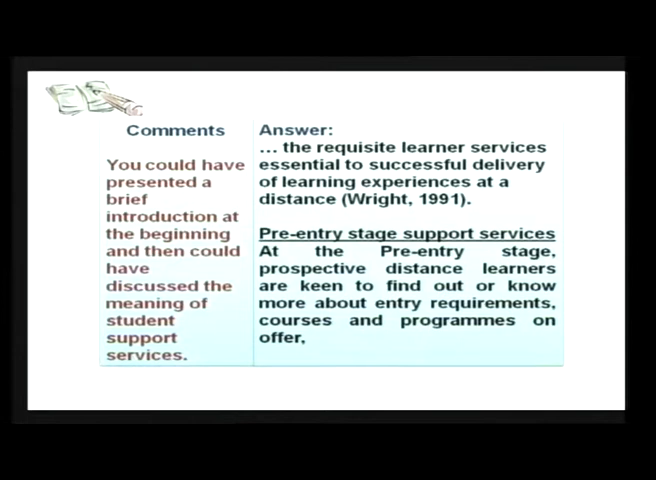 Comments
You could have
presented a
brief
introduction at
the beginning
and then could
have
discussed the
meaning of
student
support
services.
Answer:
… the requisite learner services
essential to successful delivery
of learning experiences at a
distance (Wright, 1991).
Pre-entry stage support services
At the Pre-entry stage,
prospective distance learners
are keen to find out or know
more about entry requirements,
courses and programmes on
offer,